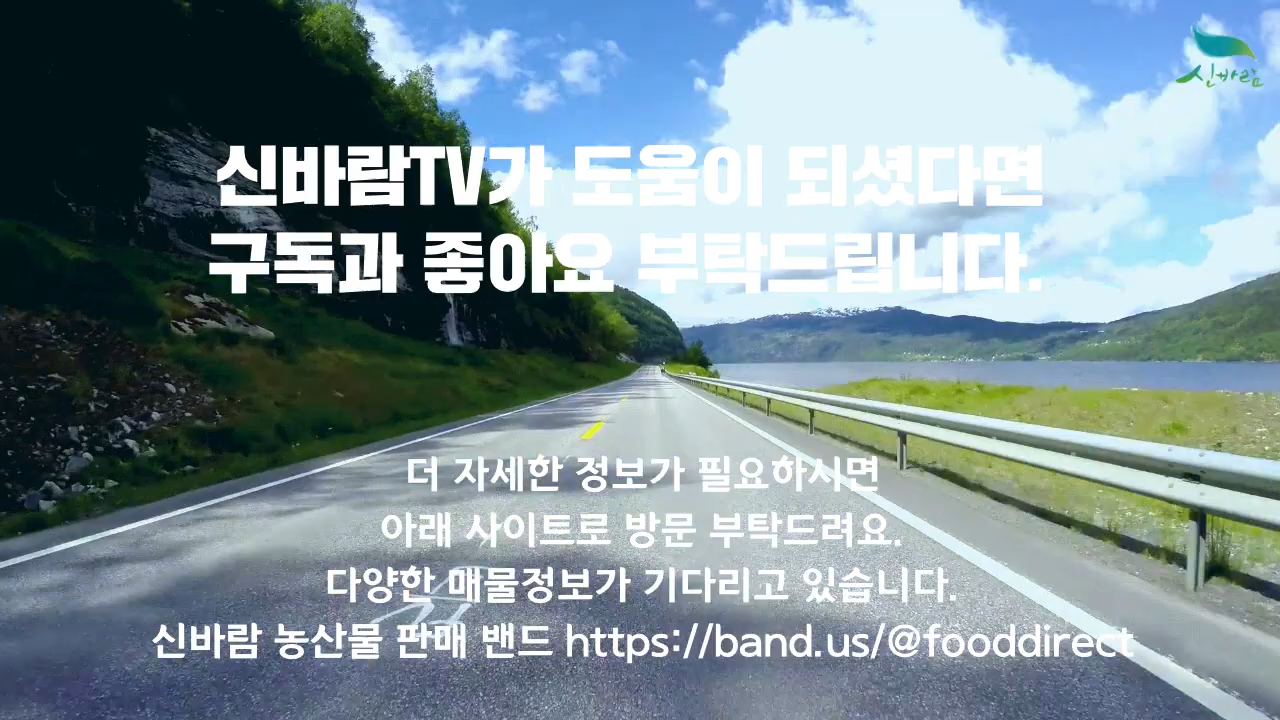 신바람
신바람TV가 도움이 되셨다면
구독과 좋아요 부탁드립니다.
더 자세한 정보가 필요하시면
아래 사이트로 방문 부탁드려요.
다양한 매물정보가 기다리고 있습니다.
신바람 농산물 판매 밴드 https://band.us/@fooddirect